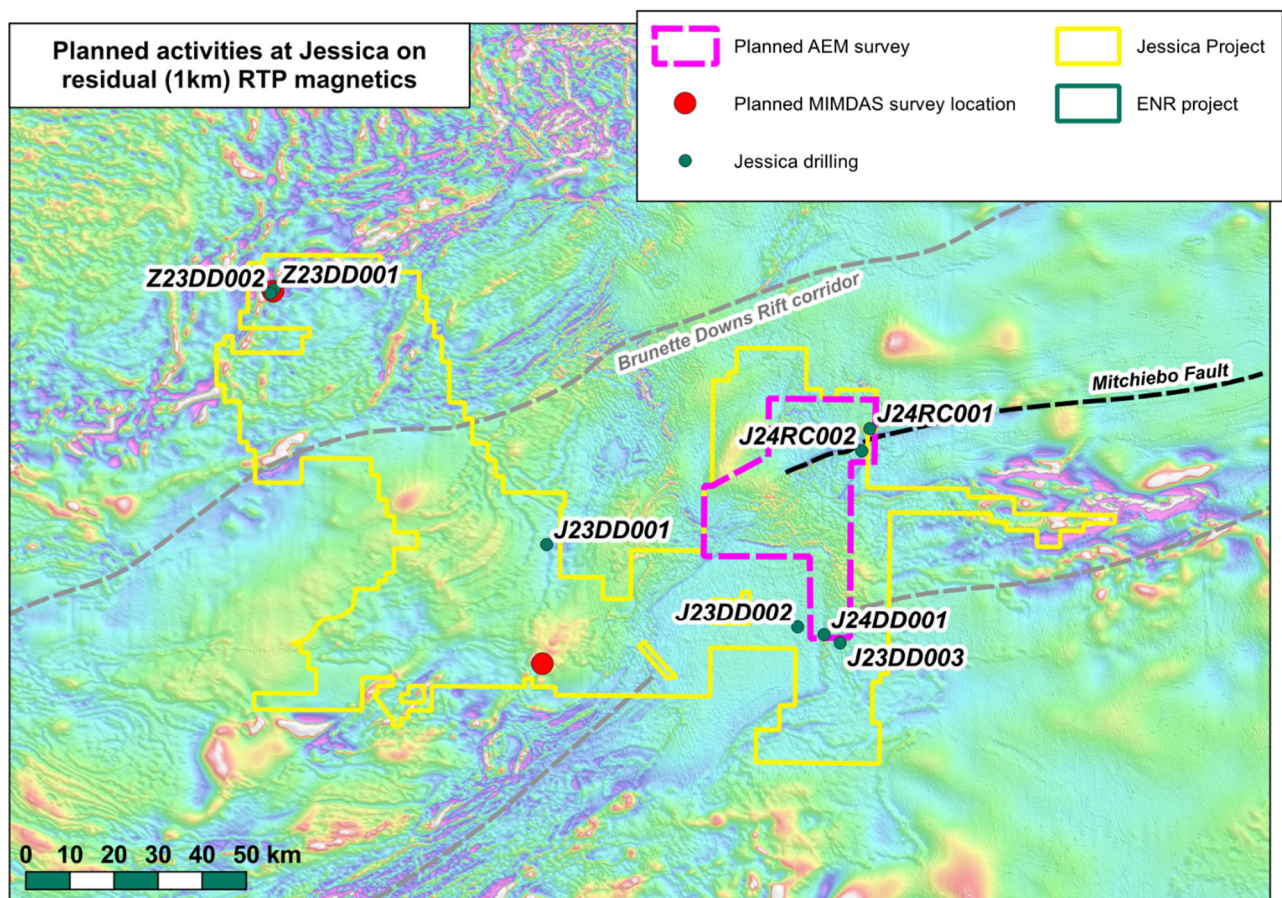 Planned activities at Jessica on
residual (1km) RTP magnetics
Planned AEM survey
Jessica Project
Planned MIMDAS survey location
ENR project
Jessica drilling
Z23DD002
Z23DD001
Brunette Downs Rift corridor
Mitchiebo Fault
J24RC001
J24RC002
J23DD001
J23DD002
J24DD001
J23DD003
0 10 20 30 40 50 km